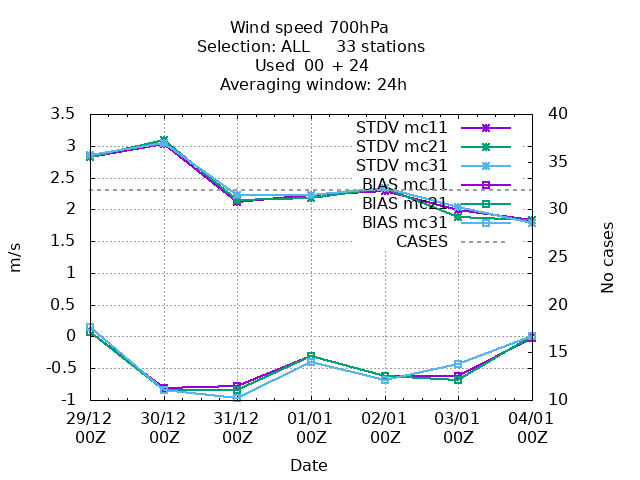 Wind speed 700hPa
Selection: ALL 33 stations
Used 00 + 24
Averaging window: 24h
3.5
3
2.5
2
1.5
1
0.5
0
-0.5
-1
m/s
40
35
30
25
20
15
10
No cases
STDV mc11
STDV mc21
STDV mc31
BIAS mc11
BIAS mc21
BIAS mc31
CASES
29/12 30/12 31/12 01/01 02/01 03/01 04/01
00Z 00Z 00Z 00Z 00Z 00Z 00Z
Date